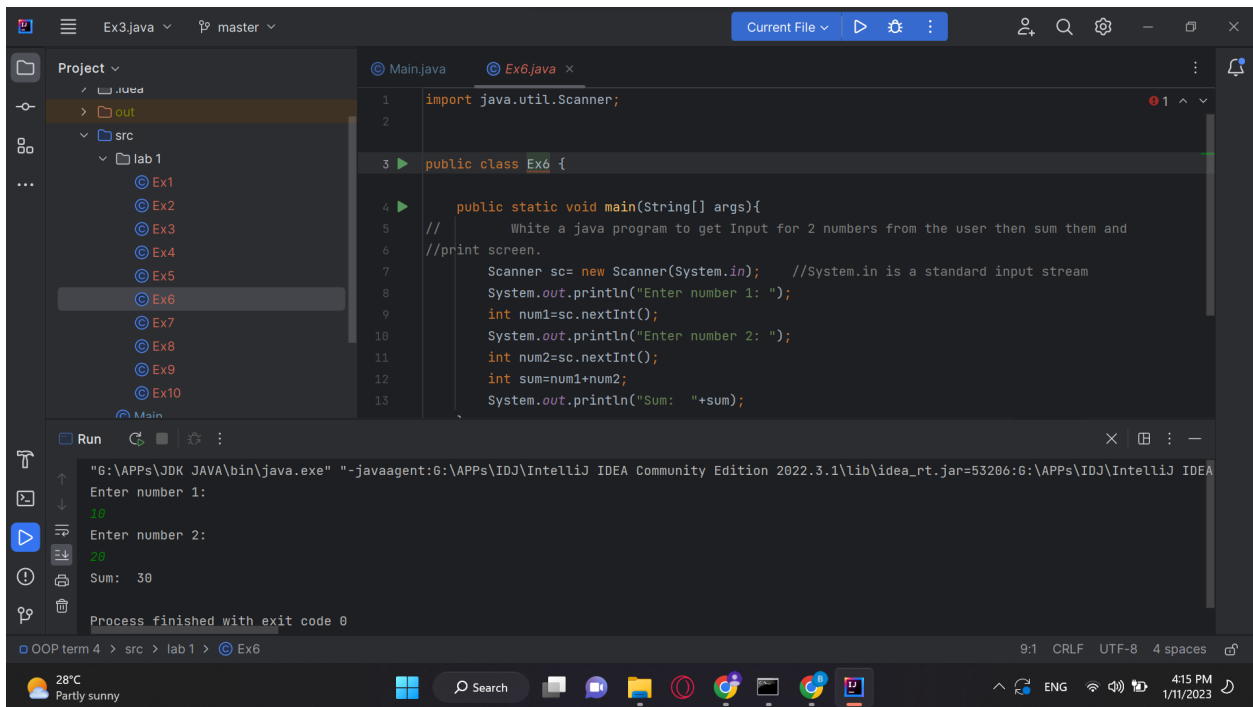 Ex3.java master Current File
Project
Main.java Ex6.java
.idea
out
src
lab 1
Ex1
Ex2
Ex3
Ex4
Ex5
Ex6
Ex7
Ex8
Ex9
Ex10
Main
1 import java.util.Scanner; 1
2
3 public class Ex6 {
4 public static void main(String[] args){
5 // White a java program to get Input for 2 numbers from the user then sum them and
6 //print screen.
7 Scanner sc= new Scanner(System.in); //System.in is a standard input stream
8 System.out.println("Enter number 1: ");
9 int num1=sc.nextInt();
10 System.out.println("Enter number 2: ");
11 int num2=sc.nextInt();
12 int sum=num1+num2;
13 System.out.println("Sum: "+sum);
Run
"G:\APPs\JDK JAVA\bin\java.exe" "-javaagent:G:\APPs\IDJ\IntelliJ IDEA Community Edition 2022.3.1\lib\idea_rt.jar=53206:G:\APPs\IDJ\IntelliJ IDEA
Enter number 1:
10
Enter number 2:
20
Sum: 30
Process finished with exit code 0
OOP term 4 > src > lab 1 > Ex6 9:1 CRLF UTF-8 4 spaces
28°C
Partly sunny
Search
ENG
4:15 PM
1/11/2023